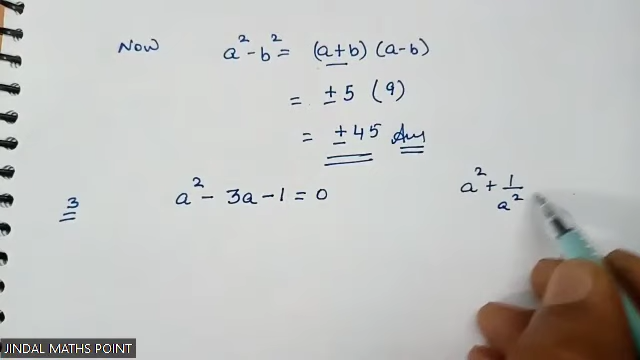 Now a² - b² = (a+b) (a-b)
= ±5 (9)
= ±45 Ans
3 a² - 3a - 1 = 0 a² + 1/a²
JINDAL MATHS POINT